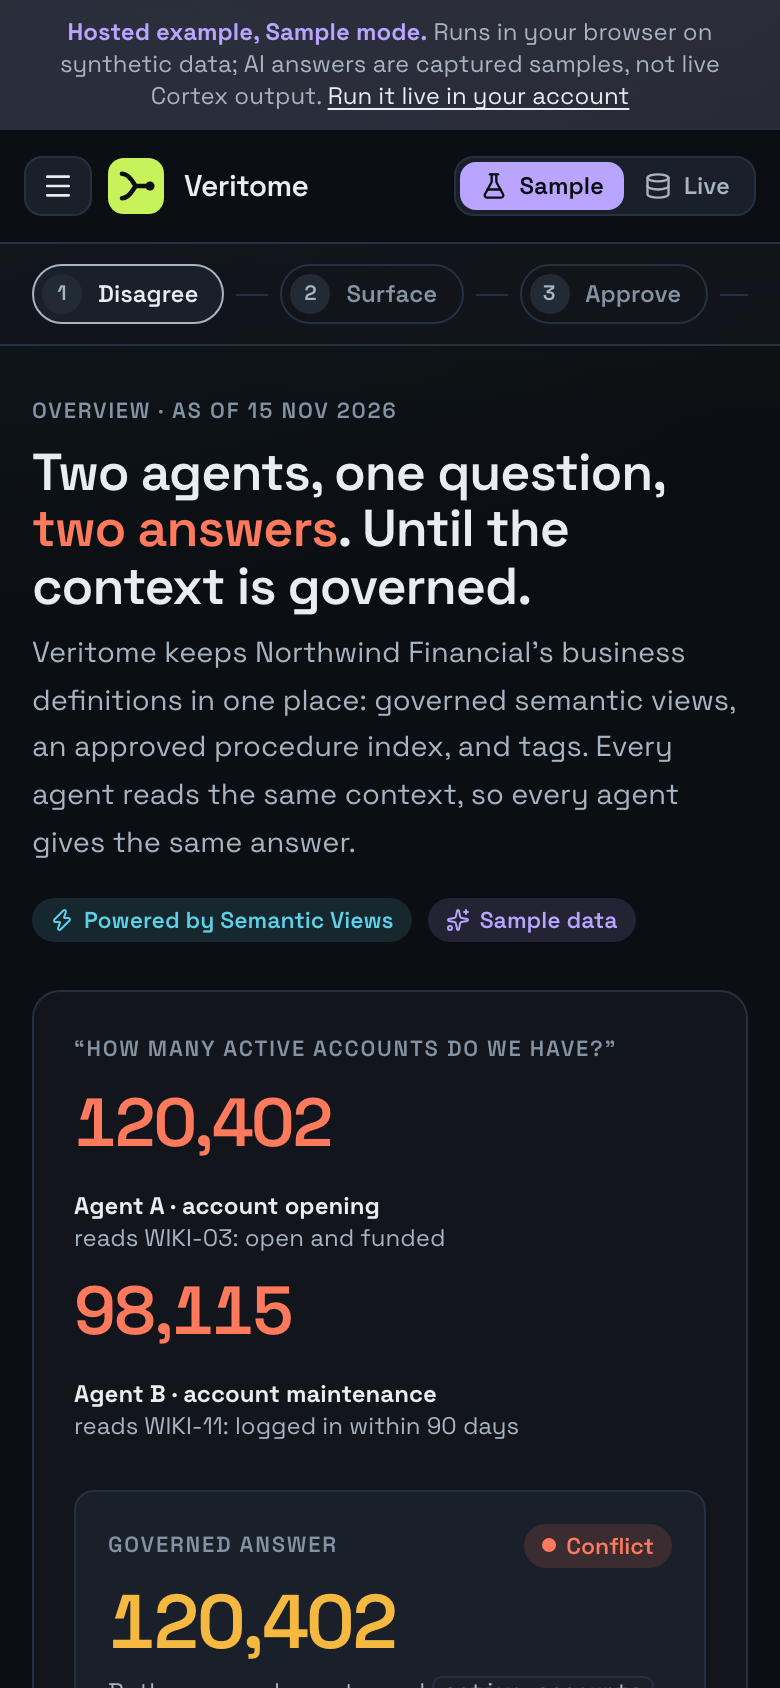 Hosted example, Sample mode. Runs in your browser on
synthetic data; AI answers are captured samples, not live
Cortex output. Run it live in your account
Veritome
Sample
Live
1 Disagree
2 Surface
3 Approve
OVERVIEW · AS OF 15 NOV 2026
Two agents, one question,
two answers. Until the
context is governed.
Veritome keeps Northwind Financial’s business
definitions in one place: governed semantic views,
an approved procedure index, and tags. Every
agent reads the same context, so every agent
gives the same answer.
Powered by Semantic Views
Sample data
“HOW MANY ACTIVE ACCOUNTS DO WE HAVE?”
120,402
Agent A · account opening
reads WIKI-03: open and funded
98,115
Agent B · account maintenance
reads WIKI-11: logged in within 90 days
GOVERNED ANSWER
Conflict
120,402